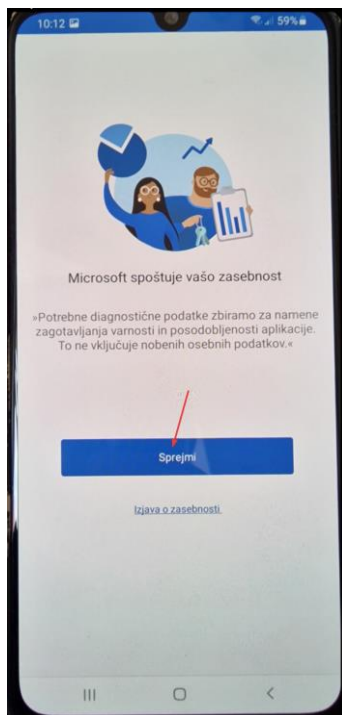 10:12 59%
Microsoft spoštuje vašo zasebnost
»Potrebne diagnostične podatke zbiramo za namene
zagotavljanja varnosti in posodobljenosti aplikacije.
To ne vključuje nobenih osebnih podatkov.«
Sprejmi
Izjava o zasebnosti